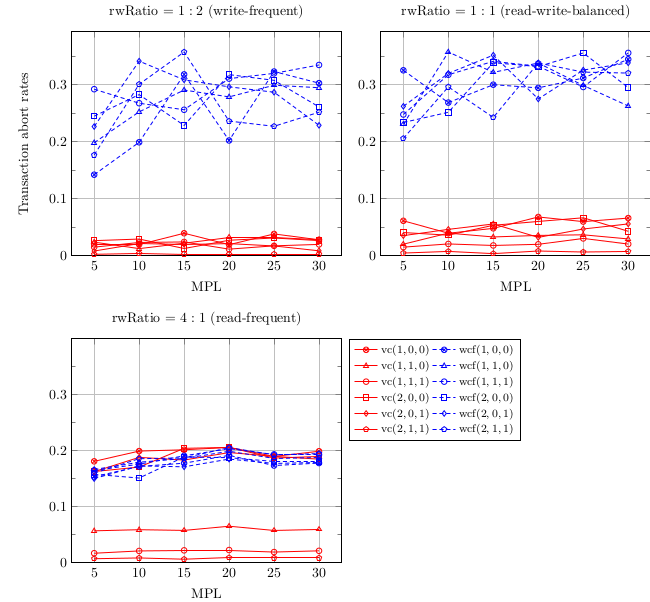 rwRatio = 1 : 2 (write-frequent)
rwRatio = 1 : 1 (read-write-balanced)
Transaction abort rates
0.3
0.2
0.1
0
5 10 15 20 25 30
MPL
0.3
0.2
0.1
0
5 10 15 20 25 30
MPL
rwRatio = 4 : 1 (read-frequent)
0.3
0.2
0.1
0
5 10 15 20 25 30
MPL
vc(1, 0, 0) wcf(1, 0, 0)
vc(1, 1, 0) wcf(1, 1, 0)
vc(1, 1, 1) wcf(1, 1, 1)
vc(2, 0, 0) wcf(2, 0, 0)
vc(2, 0, 1) wcf(2, 0, 1)
vc(2, 1, 1) wcf(2, 1, 1)